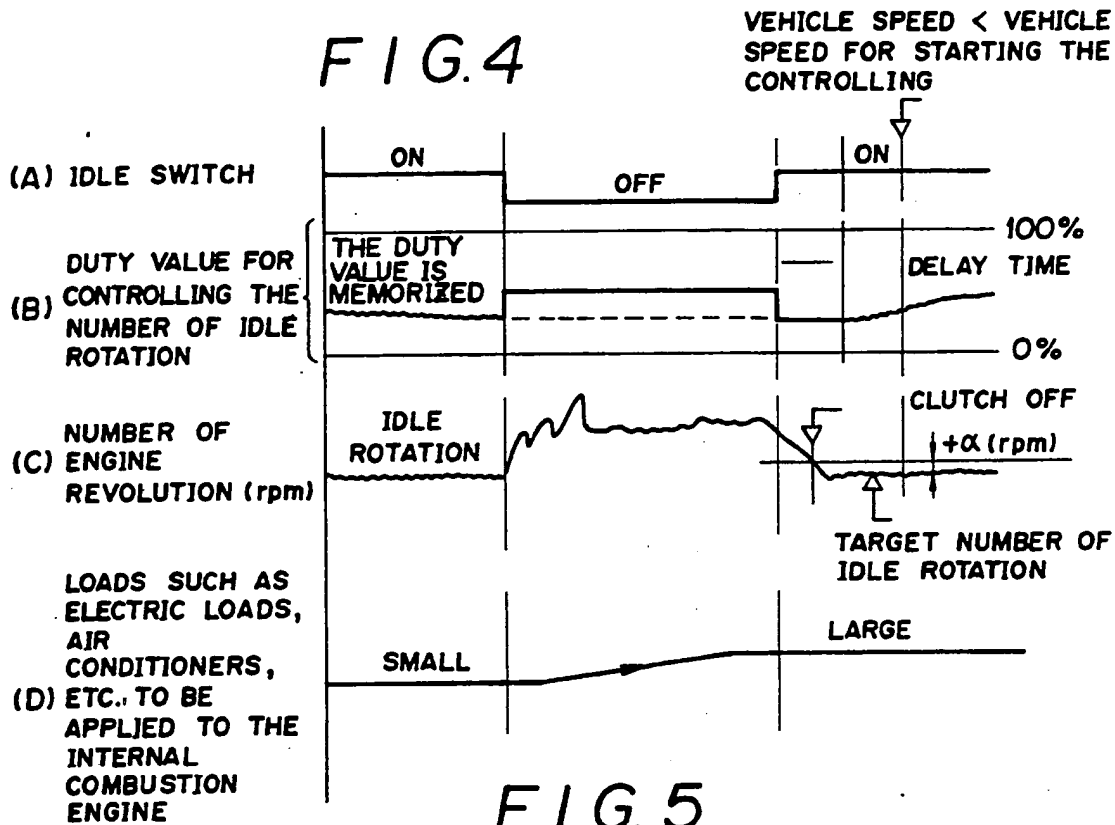 FIG.4
VEHICLE SPEED < VEHICLE
SPEED FOR STARTING THE
CONTROLLING
(A) IDLE SWITCH
ON
OFF
ON
(B)
DUTY VALUE FOR
CONTROLLING THE
NUMBER OF IDLE
ROTATION
THE DUTY
VALUE IS
MEMORIZED
100%
DELAY TIME
0%
(C)
NUMBER OF
ENGINE
REVOLUTION (rpm)
IDLE
ROTATION
CLUTCH OFF
+α (rpm)
TARGET NUMBER OF
IDLE ROTATION
(D)
LOADS SUCH AS
ELECTRIC LOADS,
AIR
CONDITIONERS,
ETC., TO BE
APPLIED TO THE
INTERNAL
COMBUSTION
ENGINE
SMALL
LARGE
FIG.5